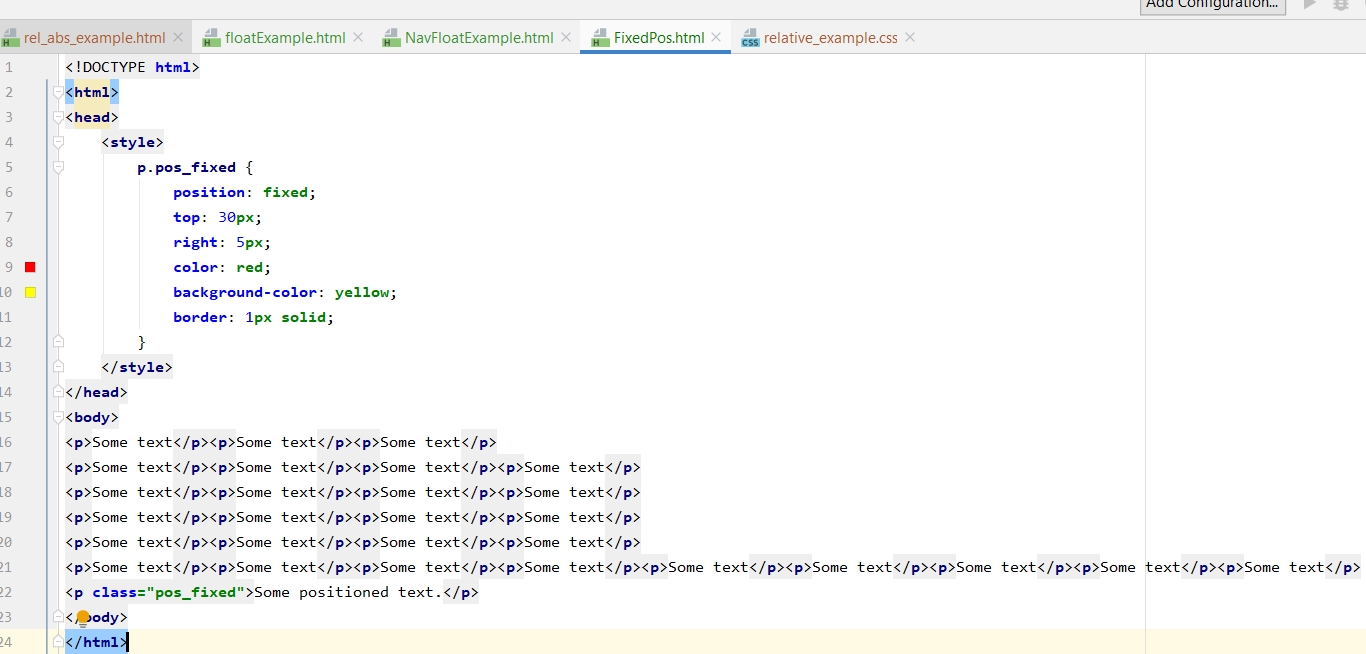 Add Configuration...
rel_abs_example.html floatExample.html NavFloatExample.html FixedPos.html CSS relative_example.css
1 <!DOCTYPE html>
2 <html>
3 <head>
4 <style>
5 p.pos_fixed {
6 position: fixed;
7 top: 30px;
8 right: 5px;
9 color: red;
10 background-color: yellow;
11 border: 1px solid;
12 }
13 </style>
14 </head>
15 <body>
16 <p>Some text</p><p>Some text</p><p>Some text</p>
17 <p>Some text</p><p>Some text</p><p>Some text</p><p>Some text</p>
18 <p>Some text</p><p>Some text</p><p>Some text</p><p>Some text</p>
19 <p>Some text</p><p>Some text</p><p>Some text</p><p>Some text</p>
20 <p>Some text</p><p>Some text</p><p>Some text</p><p>Some text</p>
21 <p>Some text</p><p>Some text</p><p>Some text</p><p>Some text</p><p>Some text</p><p>Some text</p><p>Some text</p><p>Some text</p><p>Some text</p>
22 <p class="pos_fixed">Some positioned text.</p>
23 </body>
24 </html>